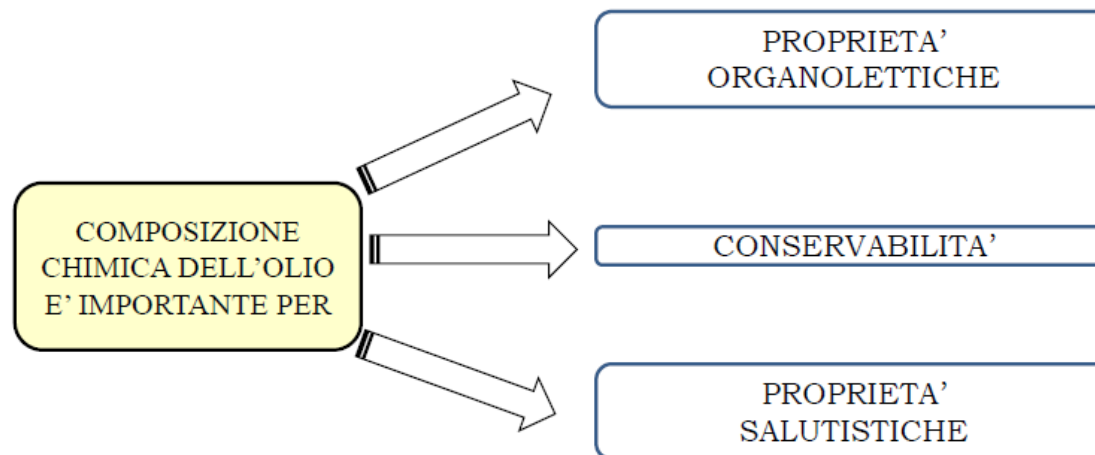 PROPRIETA’
ORGANOLETTICHE
COMPOSIZIONE
CHIMICA DELL’OLIO
E’ IMPORTANTE PER
CONSERVABILITA’
PROPRIETA’
SALUTISTICHE